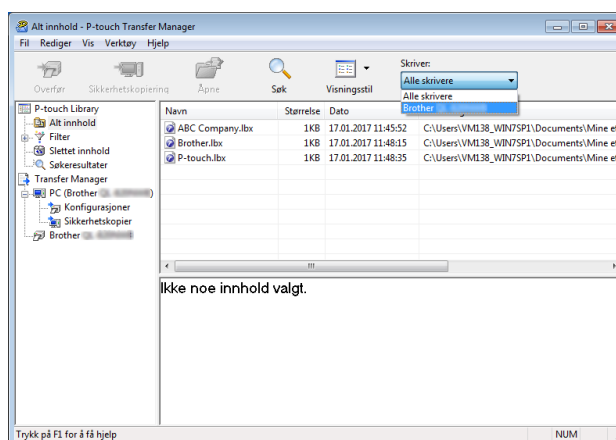 Alt innhold - P-touch Transfer Manager
Fil Rediger Vis Verktøy Hjelp
Overfør Sikkerhetskopiering Åpne Søk Visningsstil
Skriver:
Alle skrivere
Alle skrivere
Brother
P-touch Library
Alt innhold
Filter
Slettet innhold
Søkeresultater
Transfer Manager
PC (Brother )
Konfigurasjoner
Sikkerhetskopier
Brother
Navn Størrelse Dato
ABC Company.lbx 1KB 17.01.2017 11:45:52 C:\Users\VM138_WIN7SP1\Documents\Mine et
Brother.lbx 1KB 17.01.2017 11:48:15 C:\Users\VM138_WIN7SP1\Documents\Mine et
P-touch.lbx 1KB 17.01.2017 11:48:35 C:\Users\VM138_WIN7SP1\Documents\Mine et
Ikke noe innhold valgt.
Trykk på F1 for å få hjelp NUM